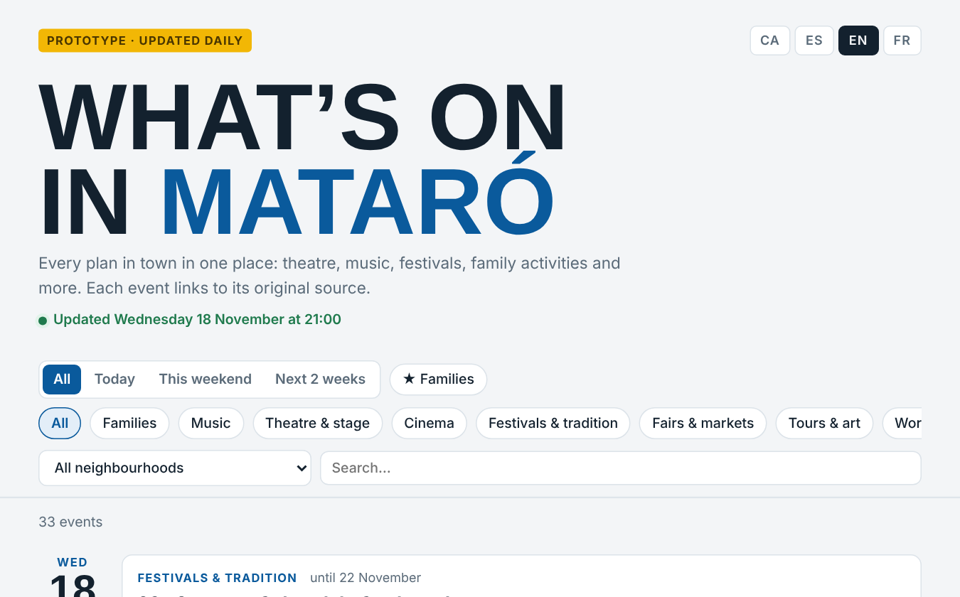 PROTOTYPE · UPDATED DAILY
CA ES EN FR
WHAT’S ON
IN MATARÓ
Every plan in town in one place: theatre, music, festivals, family activities and
more. Each event links to its original source.
Updated Wednesday 18 November at 21:00
All Today This weekend Next 2 weeks ★ Families
All Families Music Theatre & stage Cinema Festivals & tradition Fairs & markets Tours & art Wor
All neighbourhoods Search...
33 events
WED
18
FESTIVALS & TRADITION until 22 November